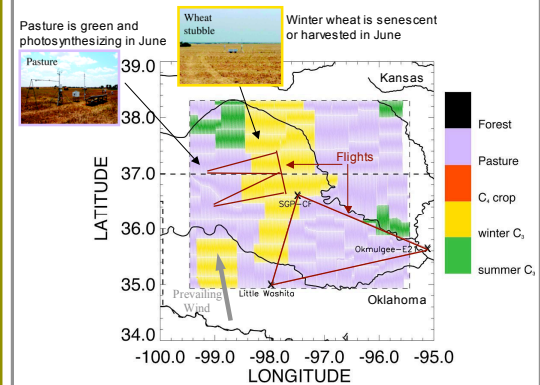 Pasture is green and
photosynthesizing in June
Wheat
stubble
Winter wheat is senescent
or harvested in June
Pasture
39.0
38.0
37.0
36.0
35.0
34.0
LATITUDE
Kansas
Flights
SGP-CF
Okmulgee-E21
Little Washita
Prevailing
Wind
Oklahoma
-100.0 -99.0 -98.0 -97.0 -96.0 -95.0
LONGITUDE
Forest
Pasture
C₄ crop
winter C₃
summer C₃